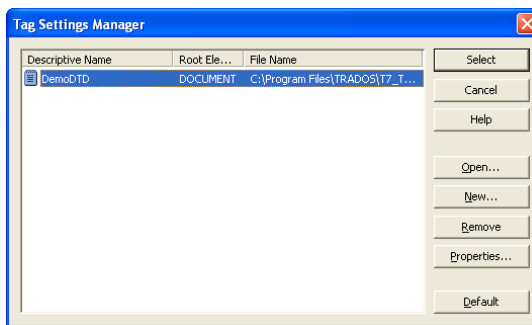 Tag Settings Manager
Descriptive Name Root Ele... File Name
DemoDTD DOCUMENT C:\Program Files\TRADOS\T7_T...
Select
Cancel
Help
Open...
New...
Remove
Properties...
Default